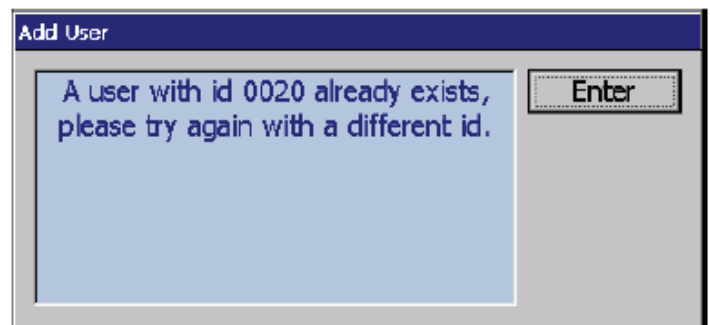 Add User
A user with id 0020 already exists,
please try again with a different id.
Enter